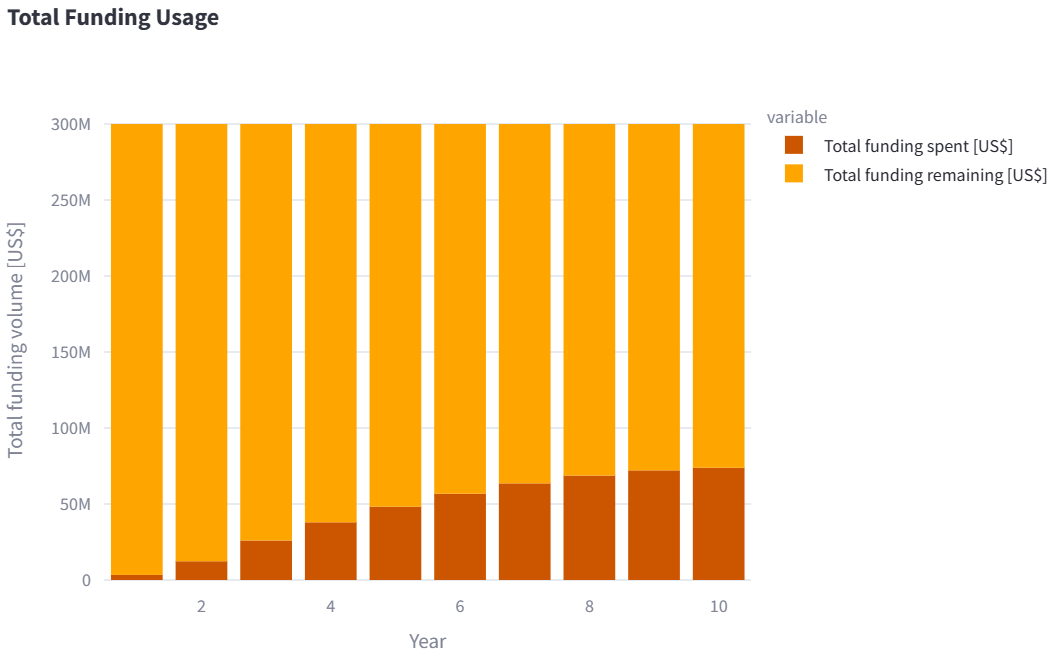 Total Funding Usage
variable
Total funding spent [US$]
Total funding remaining [US$]
Total funding volume [US$]
300M
250M
200M
150M
100M
50M
0
2
4
6
8
10
Year